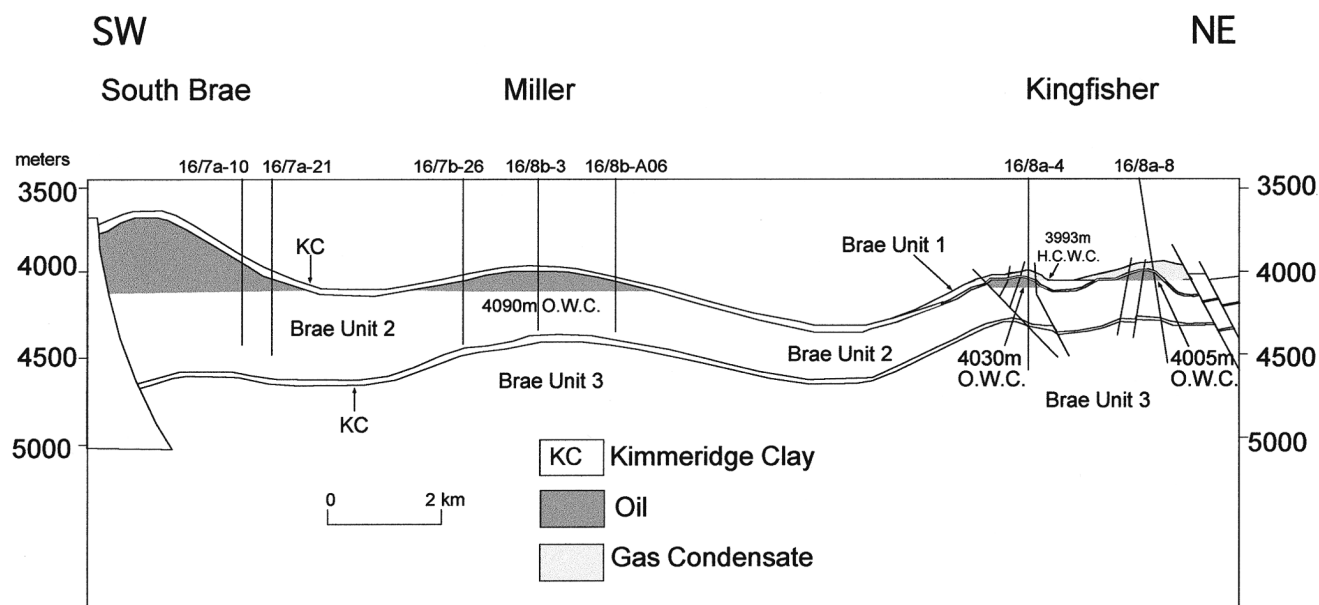 SW NE
South Brae Miller Kingfisher
meters 16/7a-10 16/7a-21 16/7b-26 16/8b-3 16/8b-A06 16/8a-4 16/8a-8
3500 3500
KC Brae Unit 1 3993m
H.C.W.C.
4000 4000
4090m O.W.C.
Brae Unit 2 Brae Unit 2
4500 4030m 4005m 4500
O.W.C. O.W.C.
Brae Unit 3 Brae Unit 3
KC
5000 5000
KC Kimmeridge Clay
0 2 km Oil
Gas Condensate